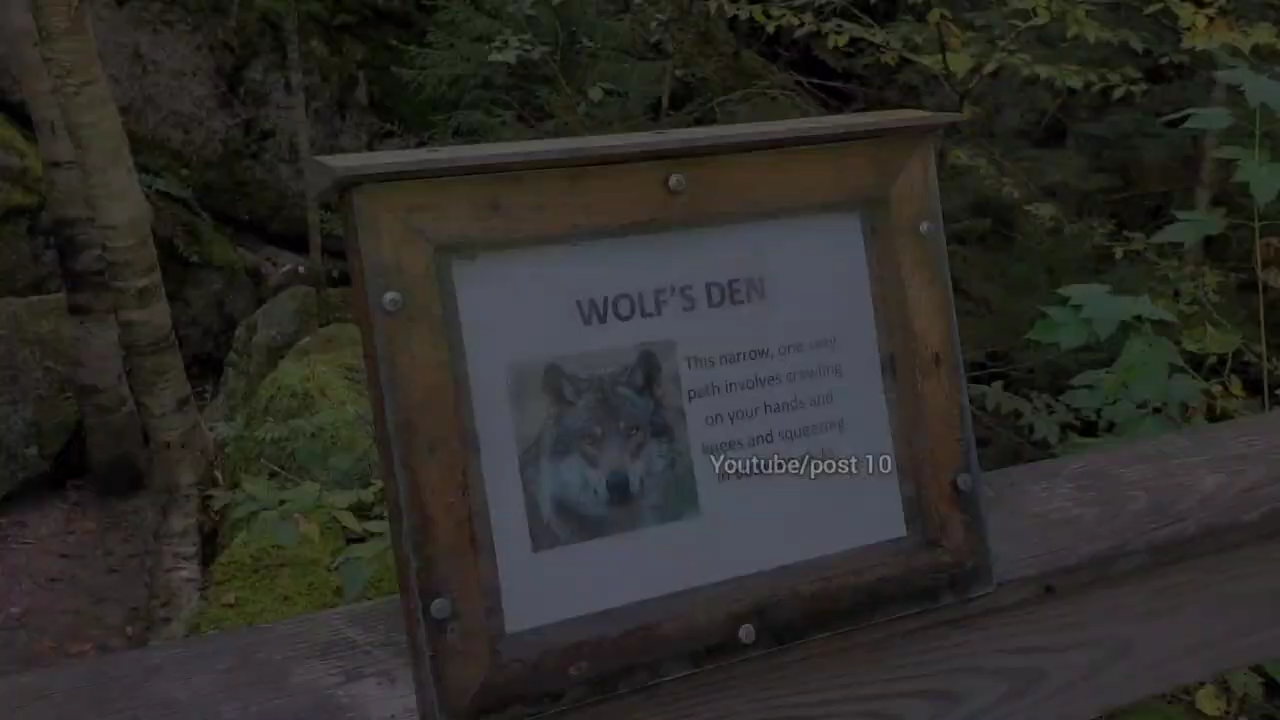 WOLF'S DEN
This narrow, one way
path involves crawling
on your hands and
knees and squeezing
Youtube/post 10
in